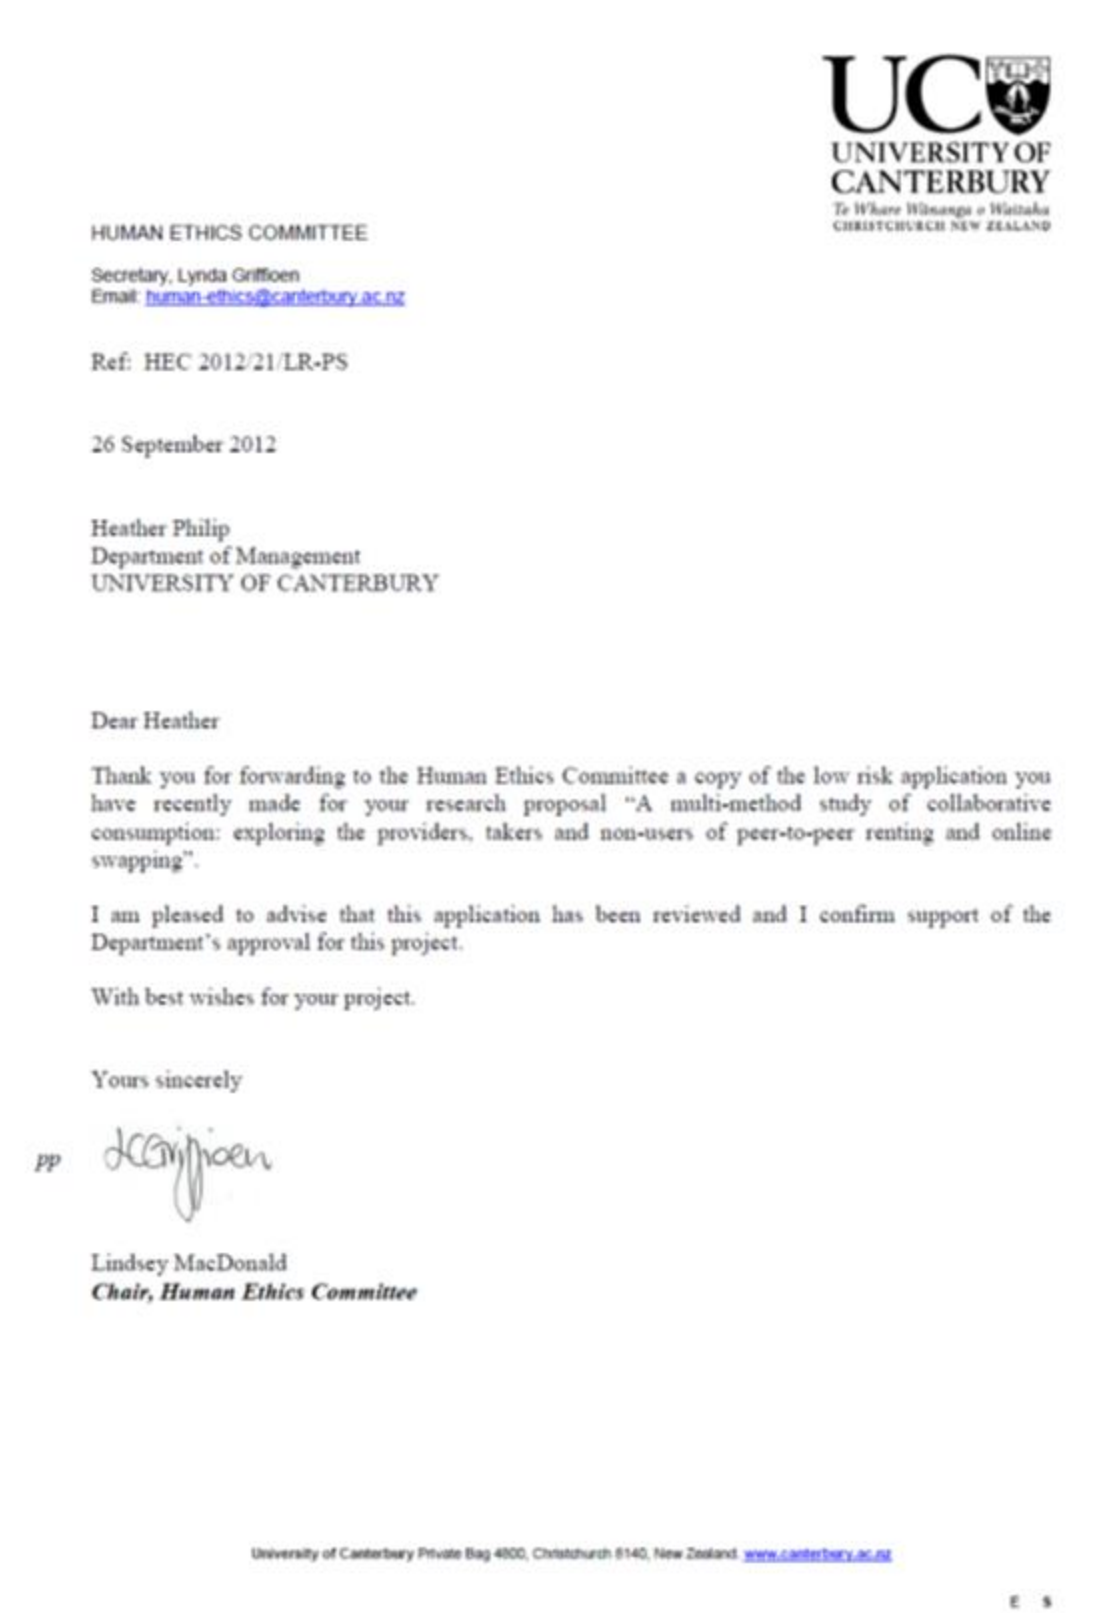 UC
UNIVERSITY OF
CANTERBURY
Te Whare Wānanga o Waitaha
CHRISTCHURCH NEW ZEALAND
HUMAN ETHICS COMMITTEE
Secretary, Lynda Griffioen
Email: human-ethics@canterbury.ac.nz
Ref: HEC 2012/21/LR-PS
26 September 2012
Heather Philip
Department of Management
UNIVERSITY OF CANTERBURY
Dear Heather
Thank you for forwarding to the Human Ethics Committee a copy of the low risk application you
have recently made for your research proposal “A multi-method study of collaborative
consumption: exploring the providers, takers and non-users of peer-to-peer renting and online
swapping”.
I am pleased to advise that this application has been reviewed and I confirm support of the
Department’s approval for this project.
With best wishes for your project.
Yours sincerely
pp LCGriffioen
Lindsey MacDonald
Chair, Human Ethics Committee
University of Canterbury Private Bag 4800, Christchurch 8140, New Zealand. www.canterbury.ac.nz
E S